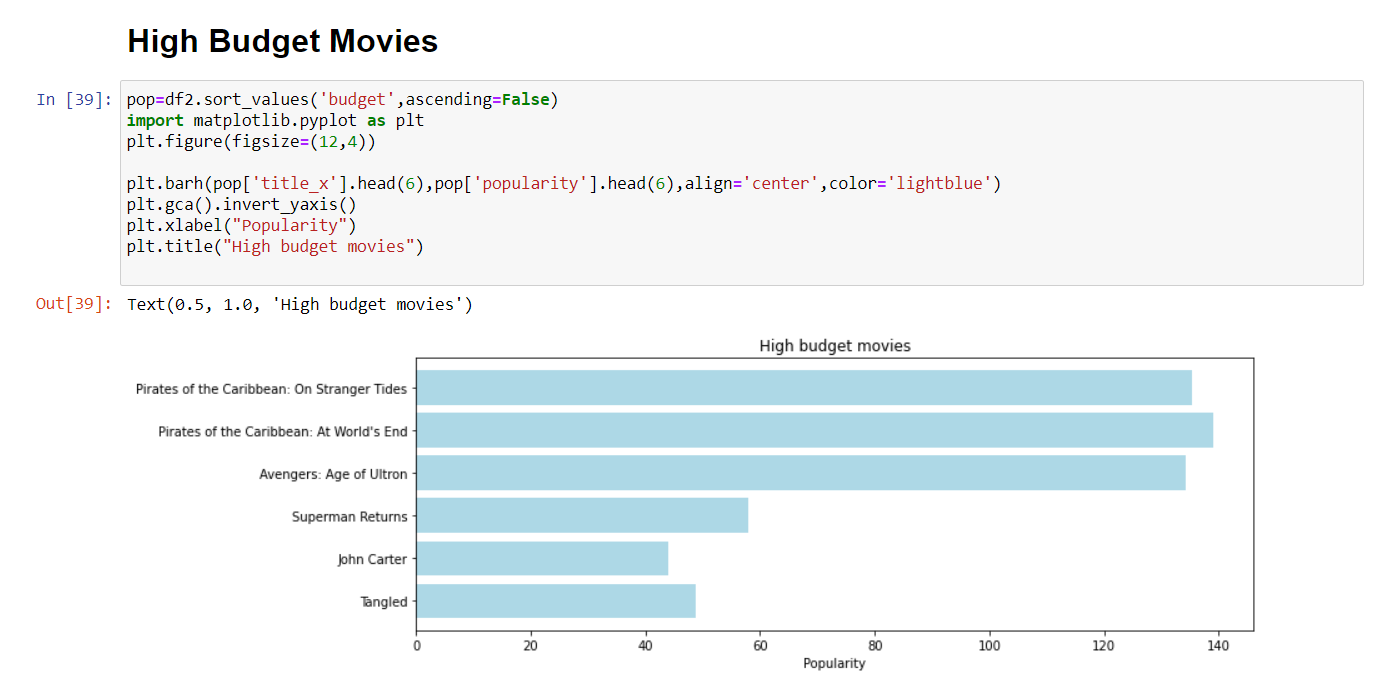 High Budget Movies
In [39]: pop=df2.sort_values('budget',ascending=False)
import matplotlib.pyplot as plt
plt.figure(figsize=(12,4))
plt.barh(pop['title_x'].head(6),pop['popularity'].head(6),align='center',color='lightblue')
plt.gca().invert_yaxis()
plt.xlabel("Popularity")
plt.title("High budget movies")
Out[39]: Text(0.5, 1.0, 'High budget movies')
High budget movies
Pirates of the Caribbean: On Stranger Tides
Pirates of the Caribbean: At World's End
Avengers: Age of Ultron
Superman Returns
John Carter
Tangled
0 20 40 60 80 100 120 140
Popularity